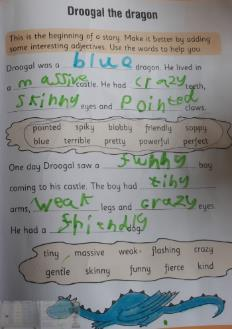 Droogal the dragon
This is the beginning of a story. Make it better by adding
some interesting adjectives. Use the words to help you.
Droogal was a blue dragon. He lived in
a massive castle. He had crazy teeth,
skinny eyes and pointed claws.
pointed spiky blobby friendly soppy
blue terrible pretty powerful perfect
One day Droogal saw a funny boy
coming to his castle. The boy had tiny
arms, weak legs and crazy eyes.
He had a friendly dog.
tiny massive weak flashing crazy
gentle skinny funny fierce kind